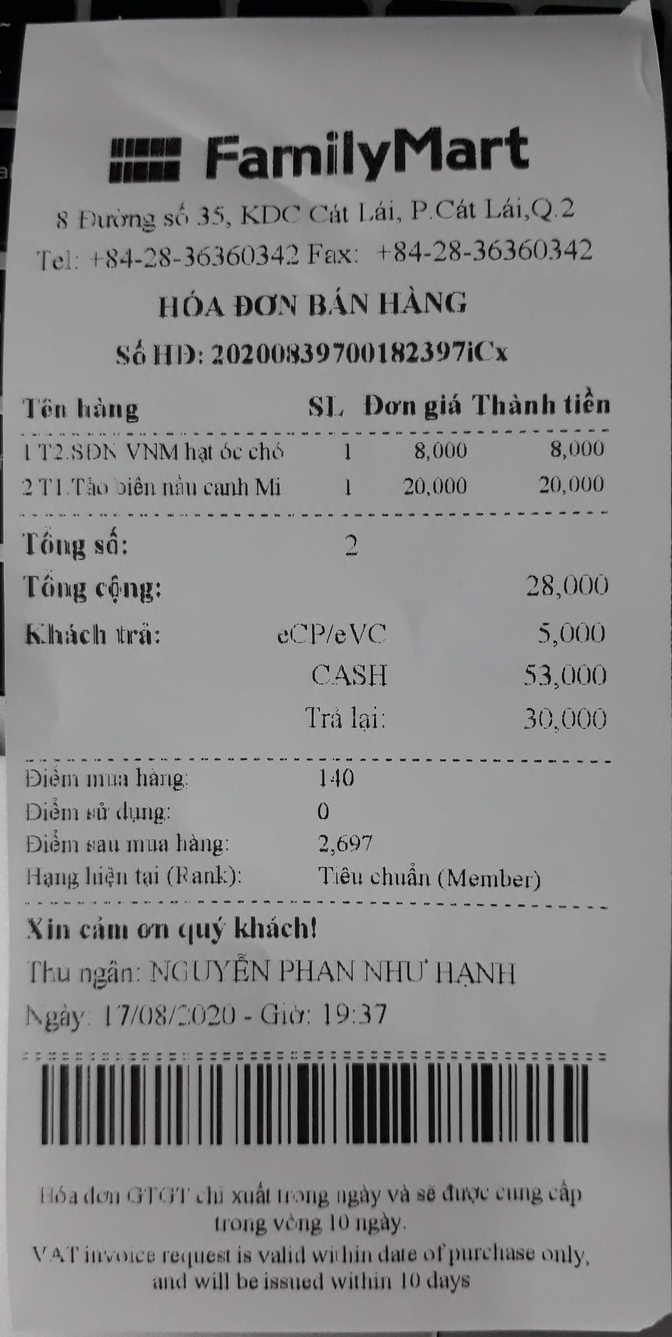 FamilyMart
8 Đường số 35, KDC Cát Lái, P.Cát Lái,Q.2
Tel: +84-28-36360342 Fax: +84-28-36360342
HÓA ĐƠN BÁN HÀNG
Số HĐ: 20200839700182397iCx
Tên hàng SL Đơn giá Thành tiền
1 T2.SĐN VNM hạt óc chó 1 8,000 8,000
2 T1.Tảo biển nấu canh Mi 1 20,000 20,000
Tổng số: 2
Tổng cộng: 28,000
Khách trả: eCP/eVC 5,000
CASH 53,000
Trả lại: 30,000
Điểm mua hàng: 140
Điểm sử dụng: 0
Điểm sau mua hàng: 2,697
Hạng hiện tại (Rank): Tiêu chuẩn (Member)
Xin cảm ơn quý khách!
Thu ngân: NGUYỄN PHAN NHƯ HẠNH
Ngày: 17/08/2020 - Giờ: 19:37
Hóa đơn GTGT chỉ xuất trong ngày và sẽ được cung cấp
trong vòng 10 ngày.
VAT invoice request is valid within date of purchase only,
and will be issued within 10 days